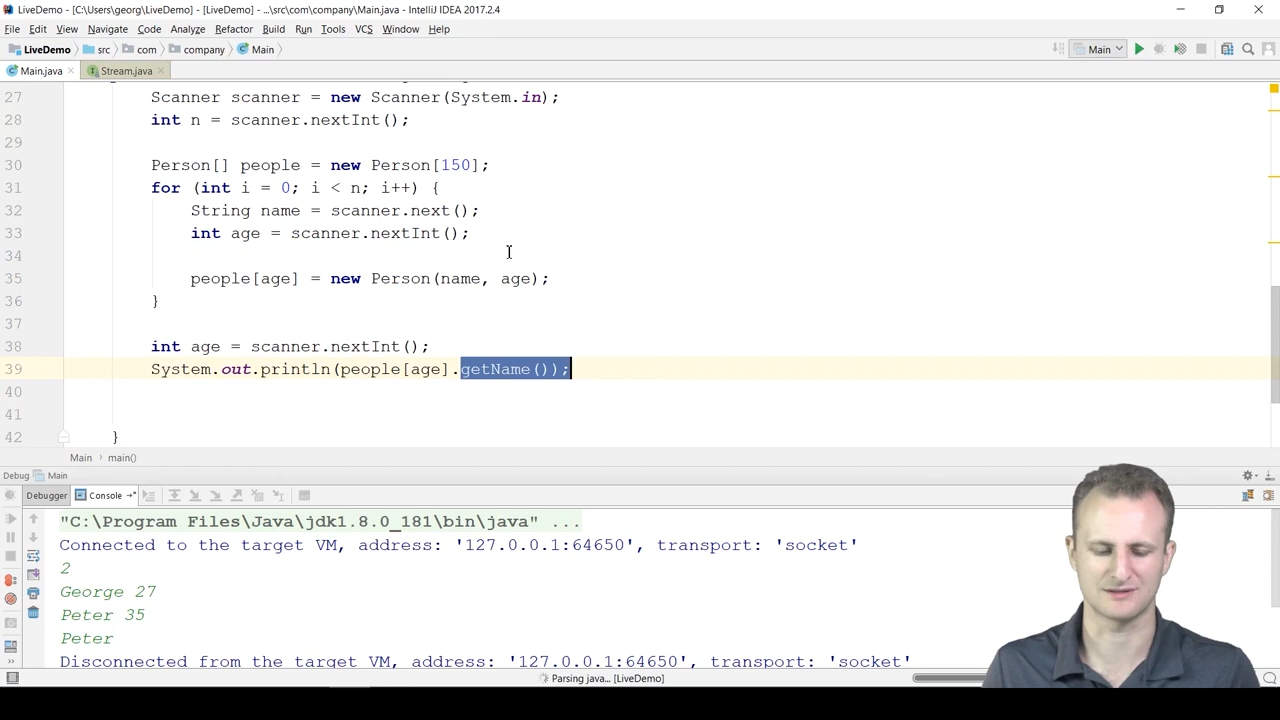 LiveDemo - [C:\Users\georg\LiveDemo] - [LiveDemo] - ...\src\com\company\Main.java - IntelliJ IDEA 2017.2.4
File Edit View Navigate Code Analyze Refactor Build Run Tools VCS Window Help
LiveDemo src com company Main Main
Main.java Stream.java
27 Scanner scanner = new Scanner(System.in);
28 int n = scanner.nextInt();
29
30 Person[] people = new Person[150];
31 for (int i = 0; i < n; i++) {
32 String name = scanner.next();
33 int age = scanner.nextInt();
34
35 people[age] = new Person(name, age);
36 }
37
38 int age = scanner.nextInt();
39 System.out.println(people[age].getName());
40
41
42 }
Main main()
Debug Main
Debugger Console
"C:\Program Files\Java\jdk1.8.0_181\bin\java" ...
Connected to the target VM, address: '127.0.0.1:64650', transport: 'socket'
2
George 27
Peter 35
Peter
Disconnected from the target VM, address: '127.0.0.1:64650', transport: 'socket'
Parsing java... [LiveDemo]